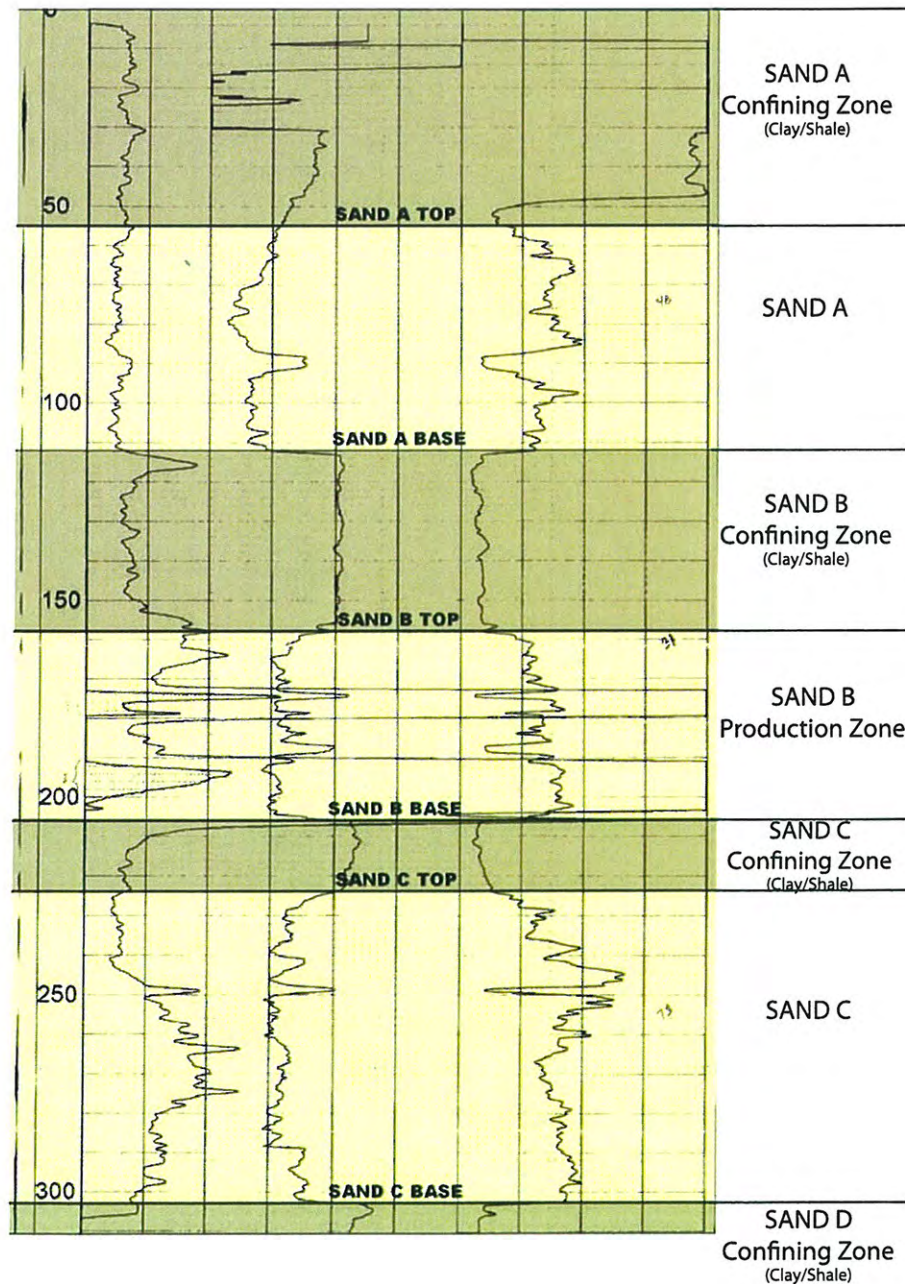 0
SAND A
Confining Zone
(Clay/Shale)
50
SAND A TOP
SAND A
100
SAND A BASE
SAND B
Confining Zone
(Clay/Shale)
150
SAND B TOP
SAND B
Production Zone
200
SAND B BASE
SAND C
Confining Zone
(Clay/Shale)
SAND C TOP
250
SAND C
300
SAND C BASE
SAND D
Confining Zone
(Clay/Shale)